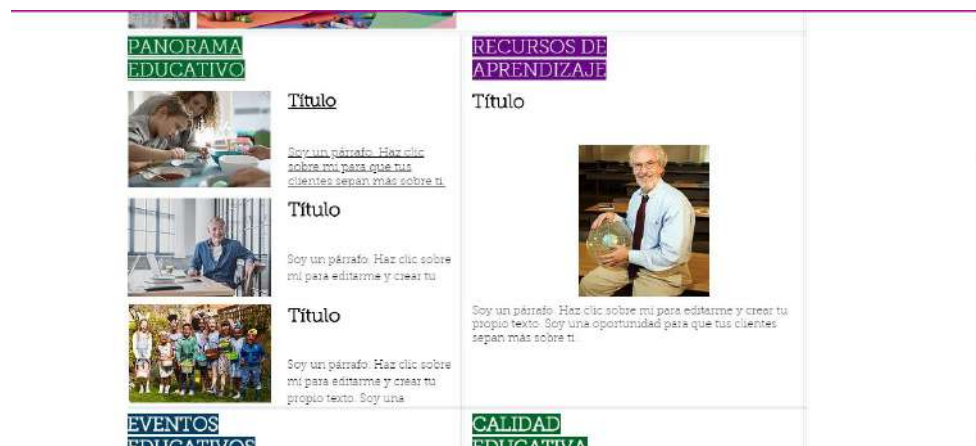 PANORAMA
EDUCATIVO
Título
Soy un párrafo. Haz clic
sobre mí para que tus
clientes sepan más sobre ti.
Título
Soy un párrafo. Haz clic sobre
mí para editarme y crear tu
Título
Soy un párrafo. Haz clic sobre
mí para editarme y crear tu
propio texto. Soy una
RECURSOS DE
APRENDIZAJE
Título
Soy un párrafo. Haz clic sobre mí para editarme y crear tu
propio texto. Soy una oportunidad para que tus clientes
sepan más sobre ti.
EVENTOS
EDUCATIVOS
CALIDAD
EDUCATIVA